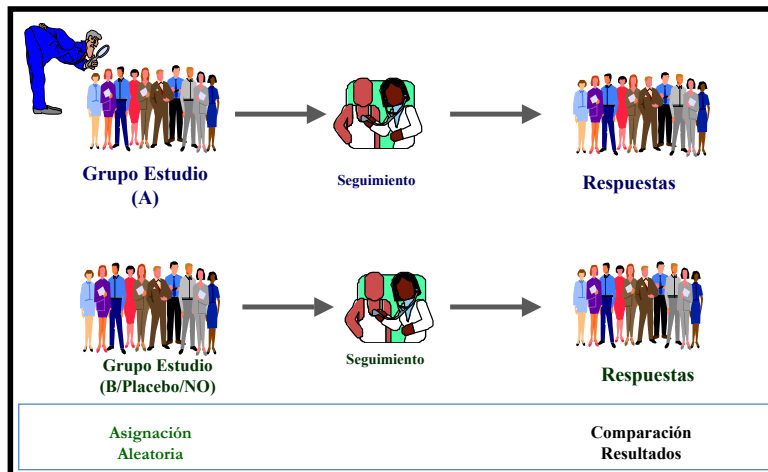 Grupo Estudio
(A)
Seguimiento
Respuestas
Grupo Estudio
(B/Placebo/NO)
Seguimiento
Respuestas
Asignación
Aleatoria
Comparación
Resultados